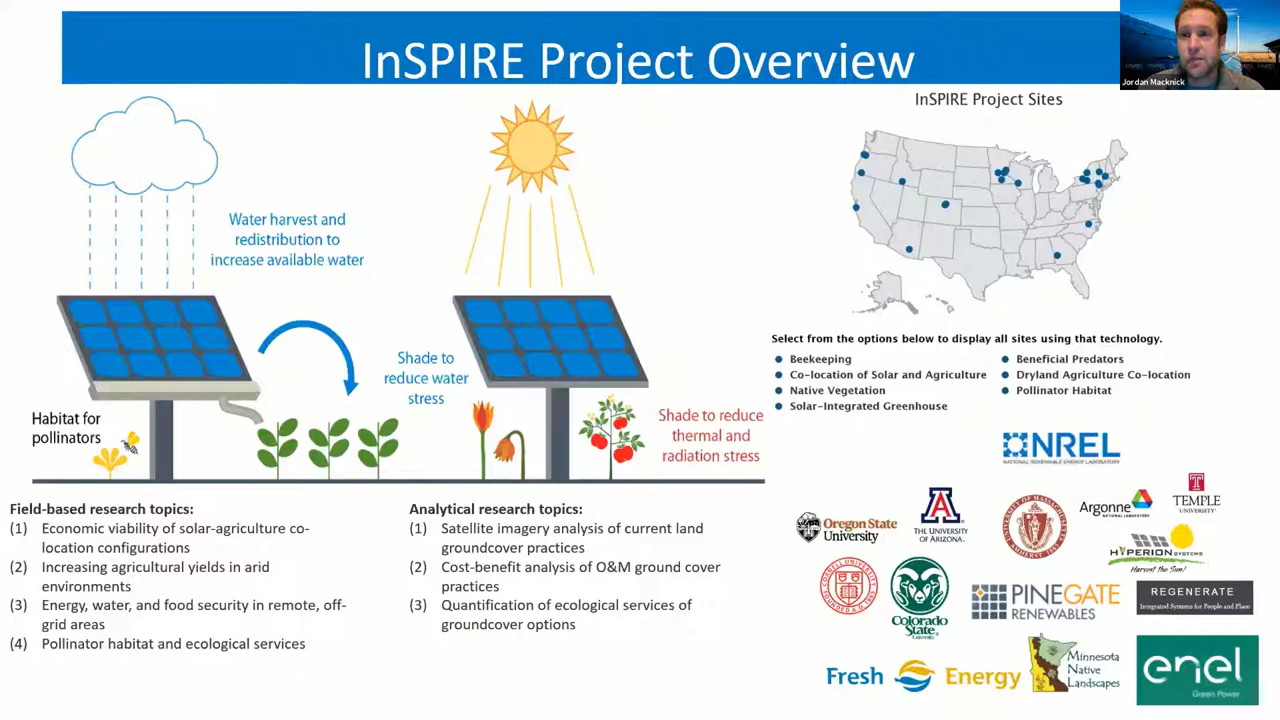 InSPIRE Project Overview
Jordan Macknick
InSPIRE Project Sites
Water harvest and
redistribution to
increase available water
Shade to
reduce water
stress
Habitat for
pollinators
Shade to reduce
thermal and
radiation stress
Select from the options below to display all sites using that technology.
Beekeeping
Co-location of Solar and Agriculture
Native Vegetation
Solar-Integrated Greenhouse
Beneficial Predators
Dryland Agriculture Co-location
Pollinator Habitat
Field-based research topics:
(1) Economic viability of solar-agriculture co-
location configurations
(2) Increasing agricultural yields in arid
environments
(3) Energy, water, and food security in remote, off-
grid areas
(4) Pollinator habitat and ecological services
Analytical research topics:
(1) Satellite imagery analysis of current land
groundcover practices
(2) Cost-benefit analysis of O&M ground cover
practices
(3) Quantification of ecological services of
groundcover options
NREL
NATIONAL RENEWABLE ENERGY LABORATORY
Oregon State
University
A
THE UNIVERSITY
OF ARIZONA
Argonne
NATIONAL LABORATORY
T
TEMPLE
UNIVERSITY
HYPERION SYSTEMS
Harvest the Sun!
Colorado
State
University
PINEGATE
RENEWABLES
REGENERATE
Integrated Systems for People and Place
Fresh Energy
Minnesota
Native
Landscapes
enel
Green Power